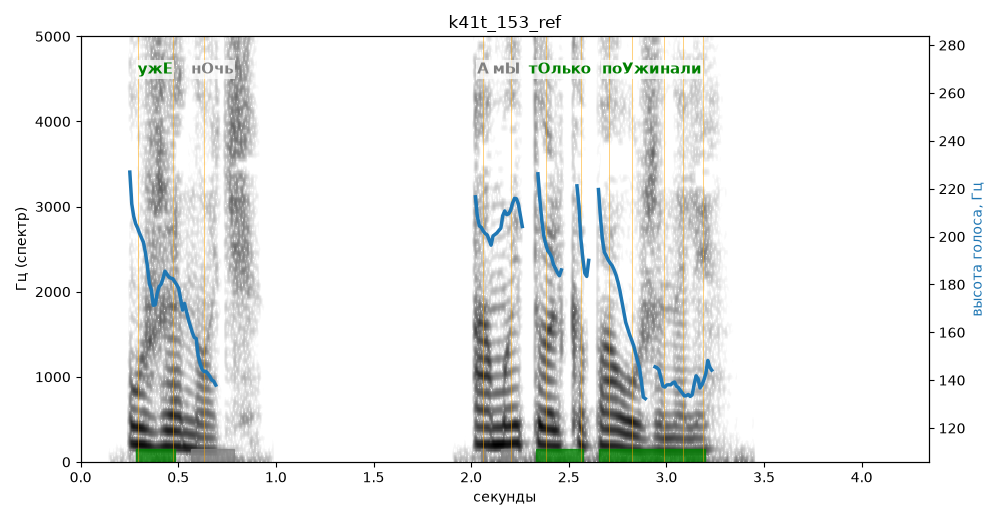 k41t_153_ref
5000
4000
3000
2000
1000
0
Гц (спектр)
ужЕ нОчь А мЫ тОлько поУжинали
280
260
240
220
200
180
160
140
120
высота голоса, Гц
0.0 0.5 1.0 1.5 2.0 2.5 3.0 3.5 4.0
секунды